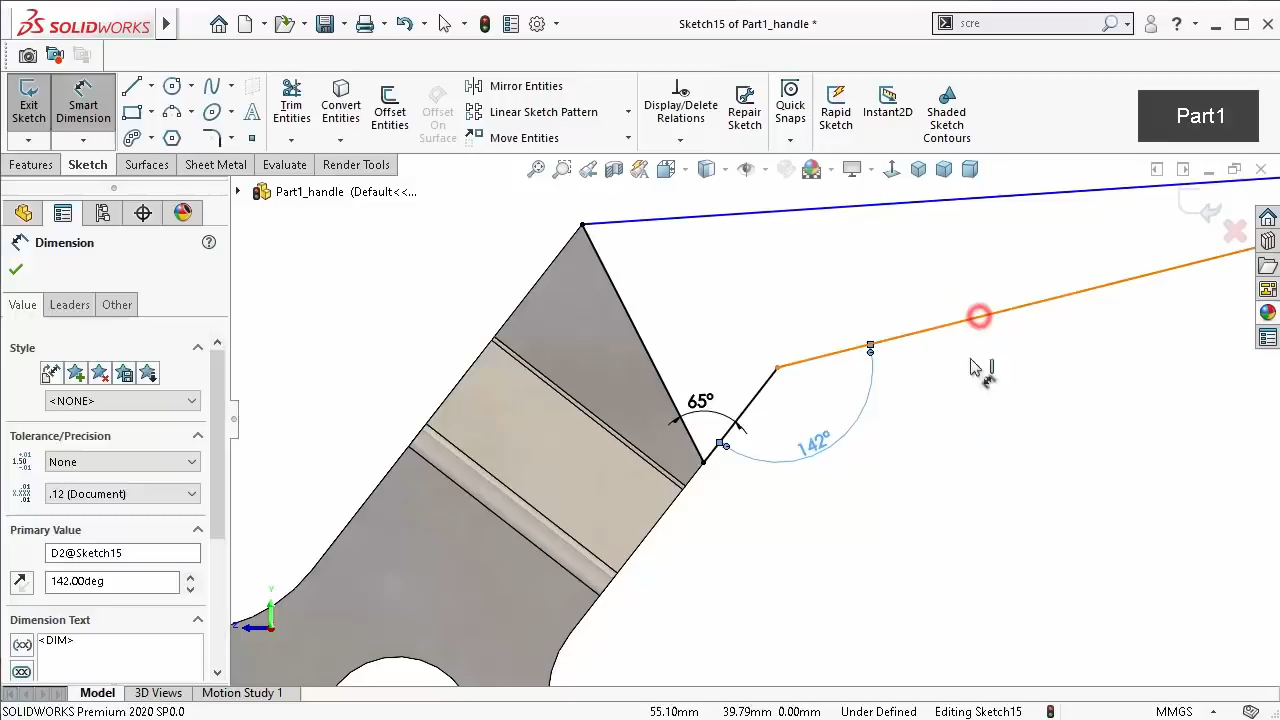 SOLIDWORKS
Sketch15 of Part1_handle *
scre
Exit Sketch
Smart Dimension
Trim Entities
Convert Entities
Offset Entities
Offset On Surface
Mirror Entities
Linear Sketch Pattern
Move Entities
Display/Delete Relations
Repair Sketch
Quick Snaps
Rapid Sketch
Instant2D
Shaded Sketch Contours
Part1
Features
Sketch
Surfaces
Sheet Metal
Evaluate
Render Tools
Part1_handle (Default<<...
Dimension
Value
Leaders
Other
Style
<NONE>
Tolerance/Precision
None
.12 (Document)
Primary Value
D2@Sketch15
142.00deg
Dimension Text
<DIM>
65°
142°
Y
Z
Model
3D Views
Motion Study 1
SOLIDWORKS Premium 2020 SP0.0
55.10mm
39.79mm 0.00mm
Under Defined
Editing Sketch15
MMGS